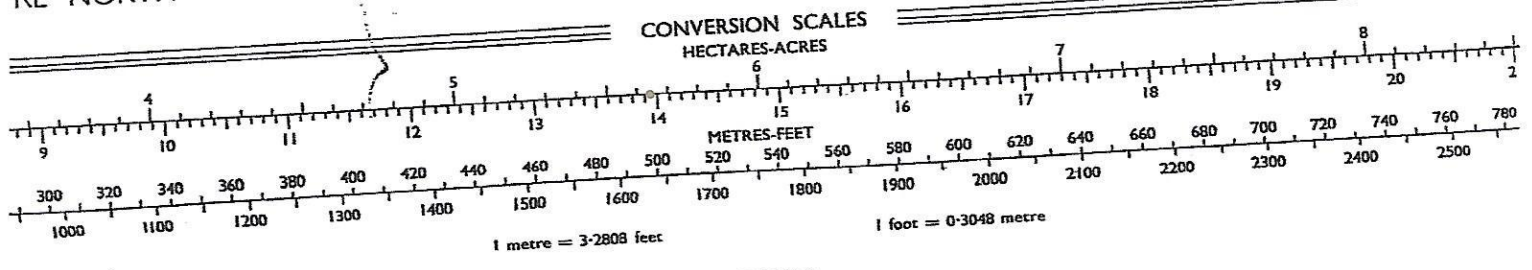 RE NORTH
CONVERSION SCALES
HECTARES-ACRES
4 5 6 7 8
9 10 11 12 13 14 15 16 17 18 19 20 2
METRES-FEET
300 320 340 360 380 400 420 440 460 480 500 520 540 560 580 600 620 640 660 680 700 720 740 760 780
1000 1100 1200 1300 1400 1500 1600 1700 1800 1900 2000 2100 2200 2300 2400 2500
1 metre = 3·2808 feet
1 foot = 0·3048 metre